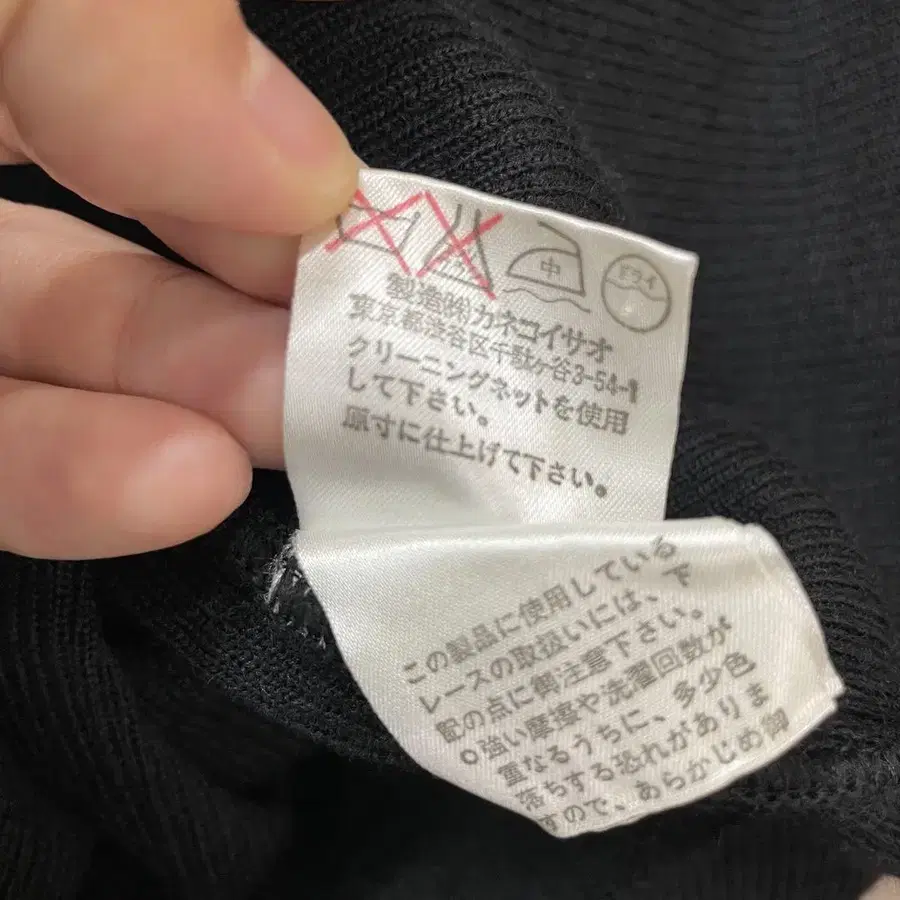 中
ドライ
製造㈱カネコイサオ
東京都渋谷区千駄ケ谷3-54-1
クリーニングネットを使用
して下さい。
原寸に仕上げて下さい。
この製品に使用している
レースの取扱いには、下
記の点に御注意下さい。
○強い摩擦や洗濯回数が
重なるうちに、多少色
落ちする恐れがありま
すので、あらかじめ御